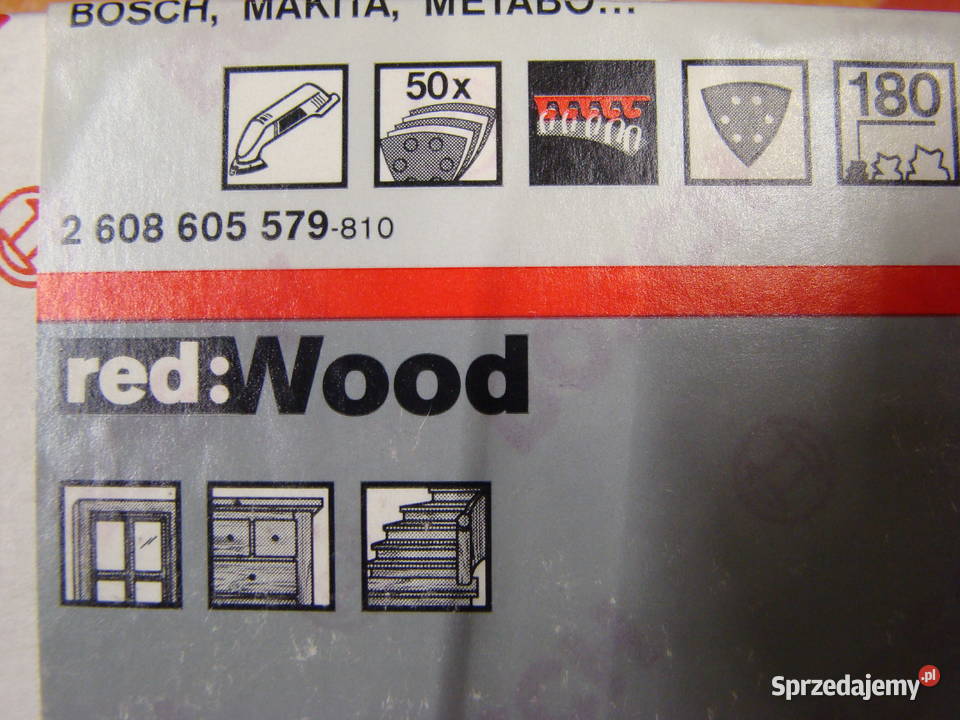 BOSCH, MAKITA, METABO...
50x
180
2 608 605 579-810
red:Wood
Sprzedajemy.pl